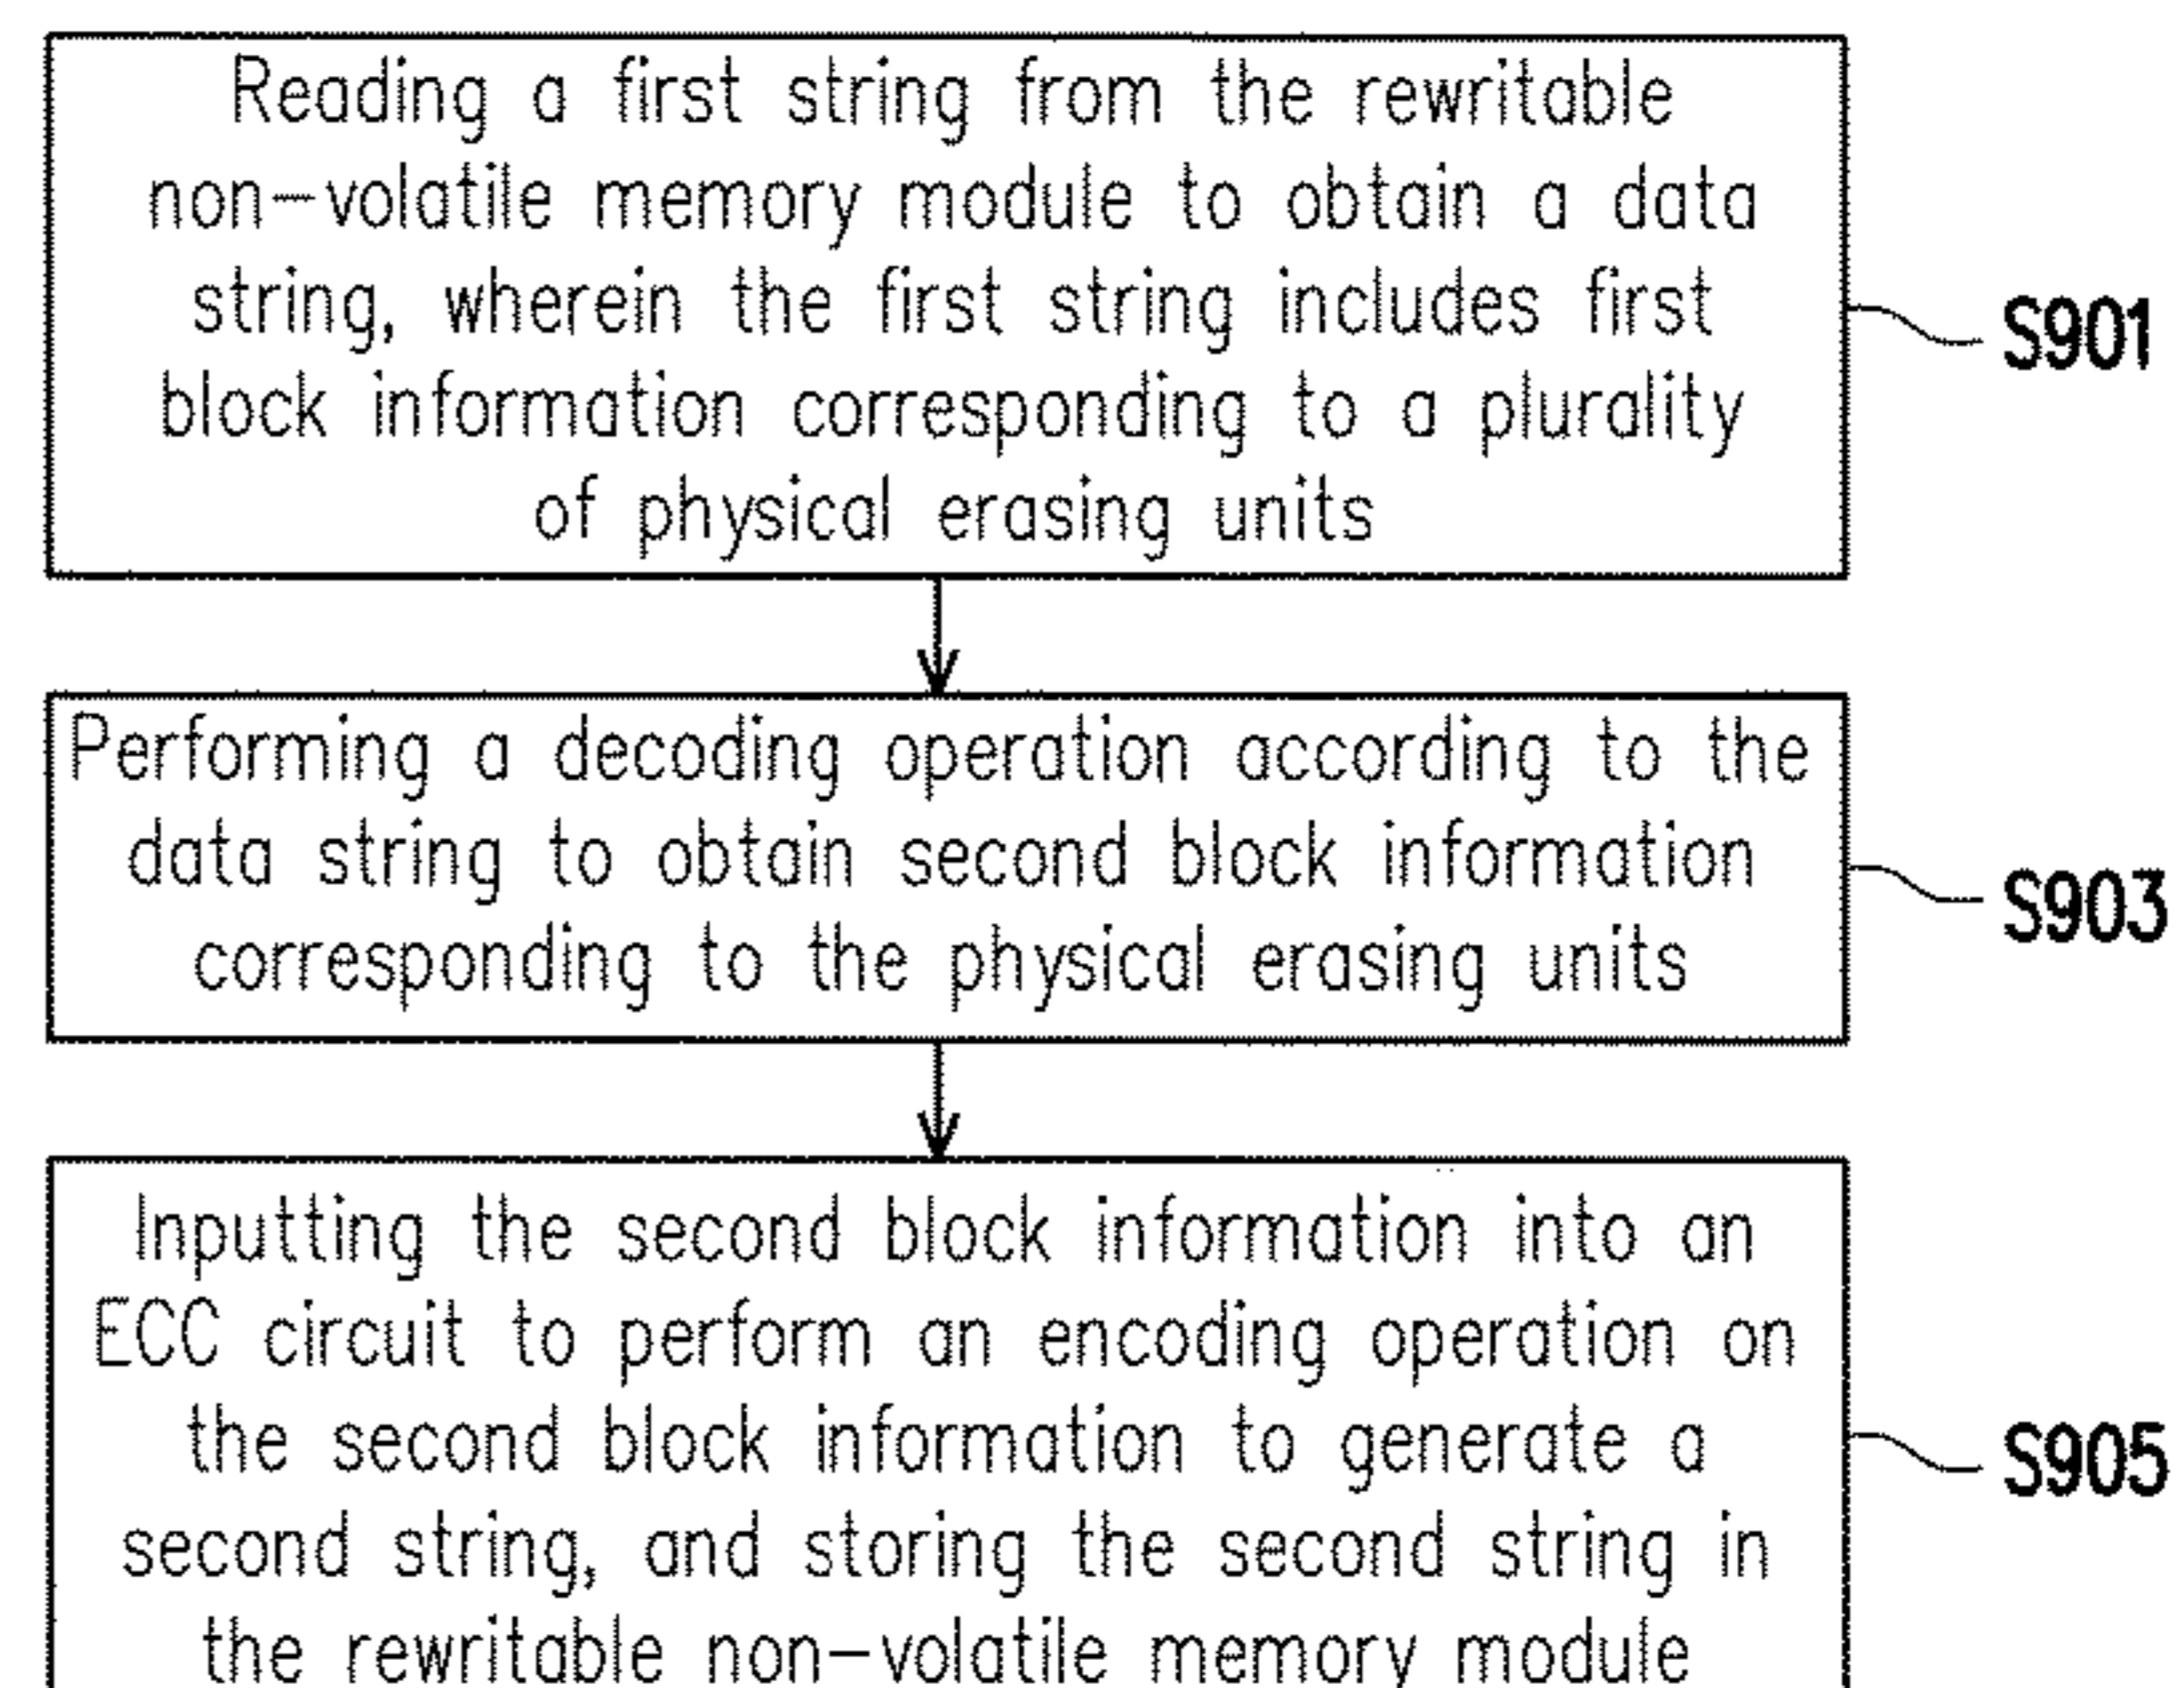 Reading a first string from the rewritable
non-volatile memory module to obtain a data
string, wherein the first string includes first
block information corresponding to a plurality
of physical erasing units
S901
Performing a decoding operation according to the
data string to obtain second block information
corresponding to the physical erasing units
S903
Inputting the second block information into an
ECC circuit to perform an encoding operation on
the second block information to generate a
second string, and storing the second string in
the rewritable non-volatile memory module
S905